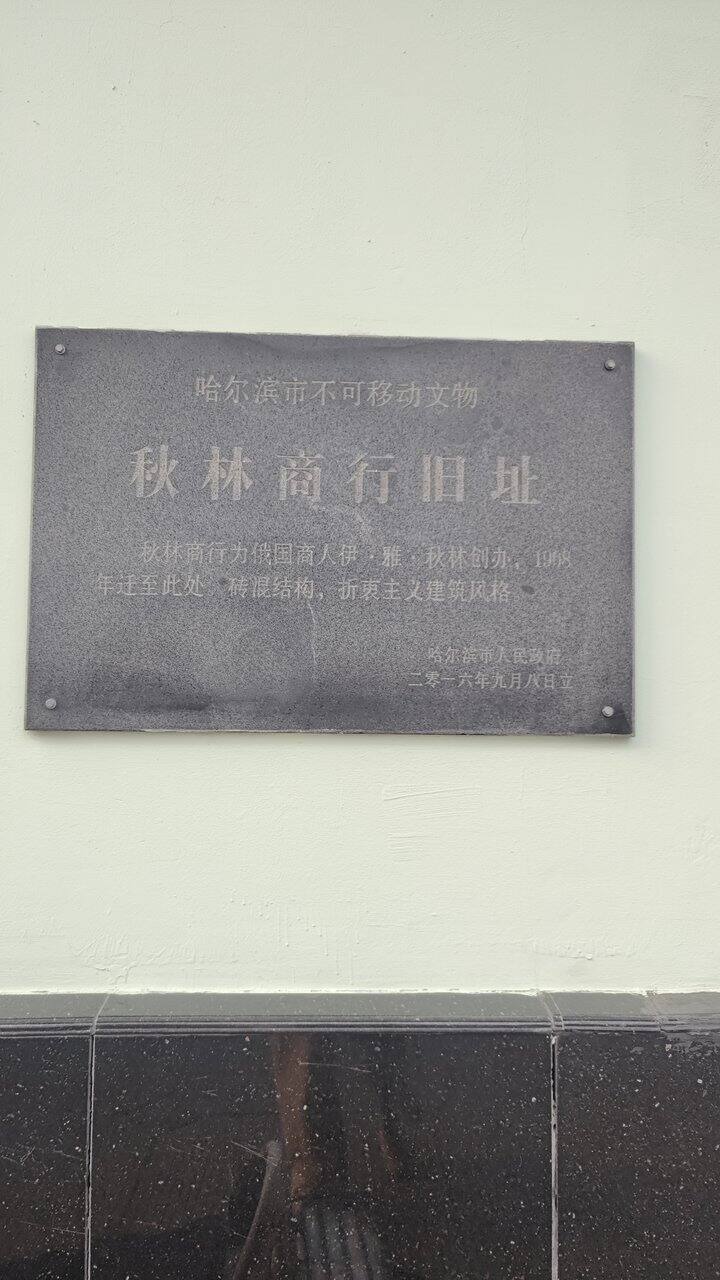 哈尔滨市不可移动文物
秋林商行旧址
秋林商行为俄国商人伊·雅·秋林创办，1908
年迁至此处。砖混结构，折衷主义建筑风格
哈尔滨市人民政府
二零一六年九月八日立